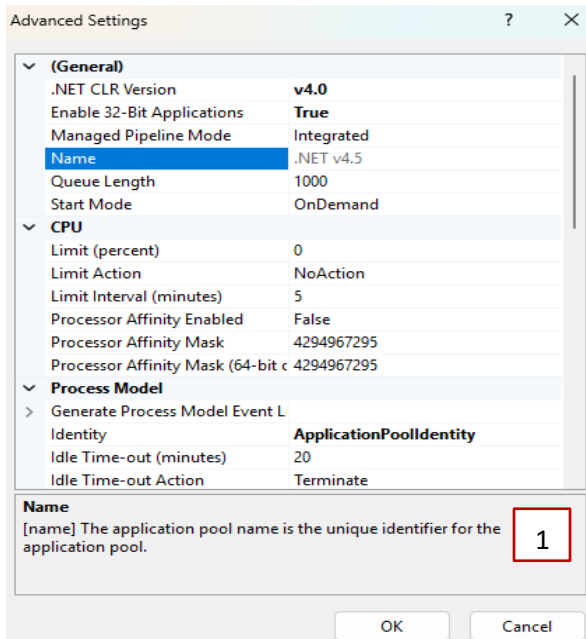 Advanced Settings ? ×
(General)
.NET CLR Version v4.0
Enable 32-Bit Applications True
Managed Pipeline Mode Integrated
Name .NET v4.5
Queue Length 1000
Start Mode OnDemand
CPU
Limit (percent) 0
Limit Action NoAction
Limit Interval (minutes) 5
Processor Affinity Enabled False
Processor Affinity Mask 4294967295
Processor Affinity Mask (64-bit c 4294967295
Process Model
Generate Process Model Event L
Identity ApplicationPoolIdentity
Idle Time-out (minutes) 20
Idle Time-out Action Terminate
Name
[name] The application pool name is the unique identifier for the
application pool.
1
OK Cancel